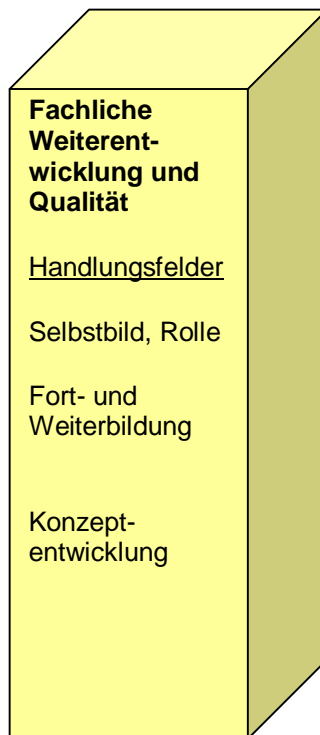 Fachliche
Weiterent-
wicklung und
Qualität
Handlungsfelder
Selbstbild, Rolle
Fort- und
Weiterbildung
Konzept-
entwicklung